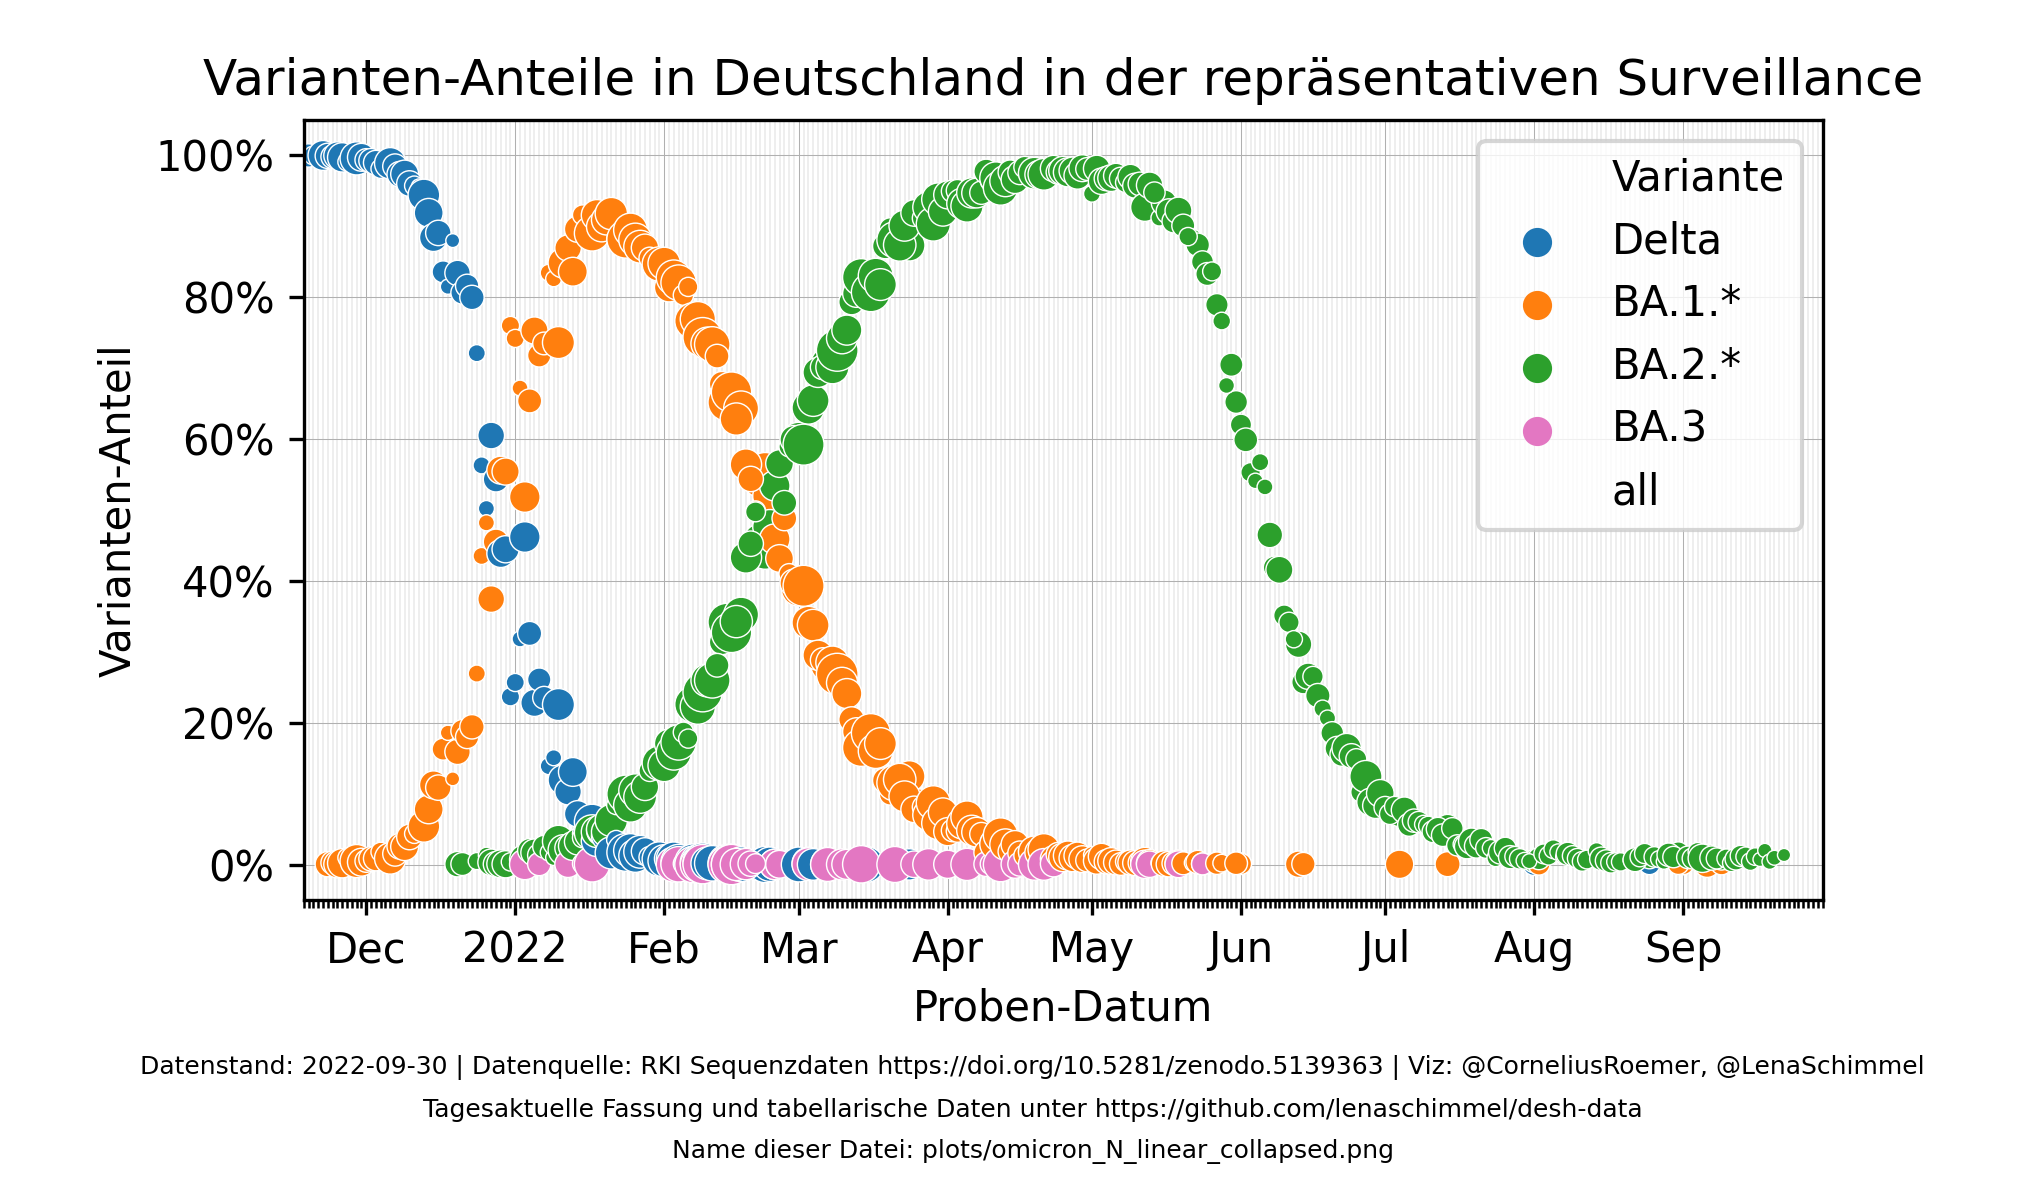 Varianten-Anteile in Deutschland in der repräsentativen Surveillance
100%
80%
60%
40%
20%
0%
Varianten-Anteil
Variante
Delta
BA.1.*
BA.2.*
BA.3
all
Dec 2022 Feb Mar Apr May Jun Jul Aug Sep
Proben-Datum
Datenstand: 2022-09-30 | Datenquelle: RKI Sequenzdaten https://doi.org/10.5281/zenodo.5139363 | Viz: @CorneliusRoemer, @LenaSchimmel
Tagesaktuelle Fassung und tabellarische Daten unter https://github.com/lenaschimmel/desh-data
Name dieser Datei: plots/omicron_N_linear_collapsed.png